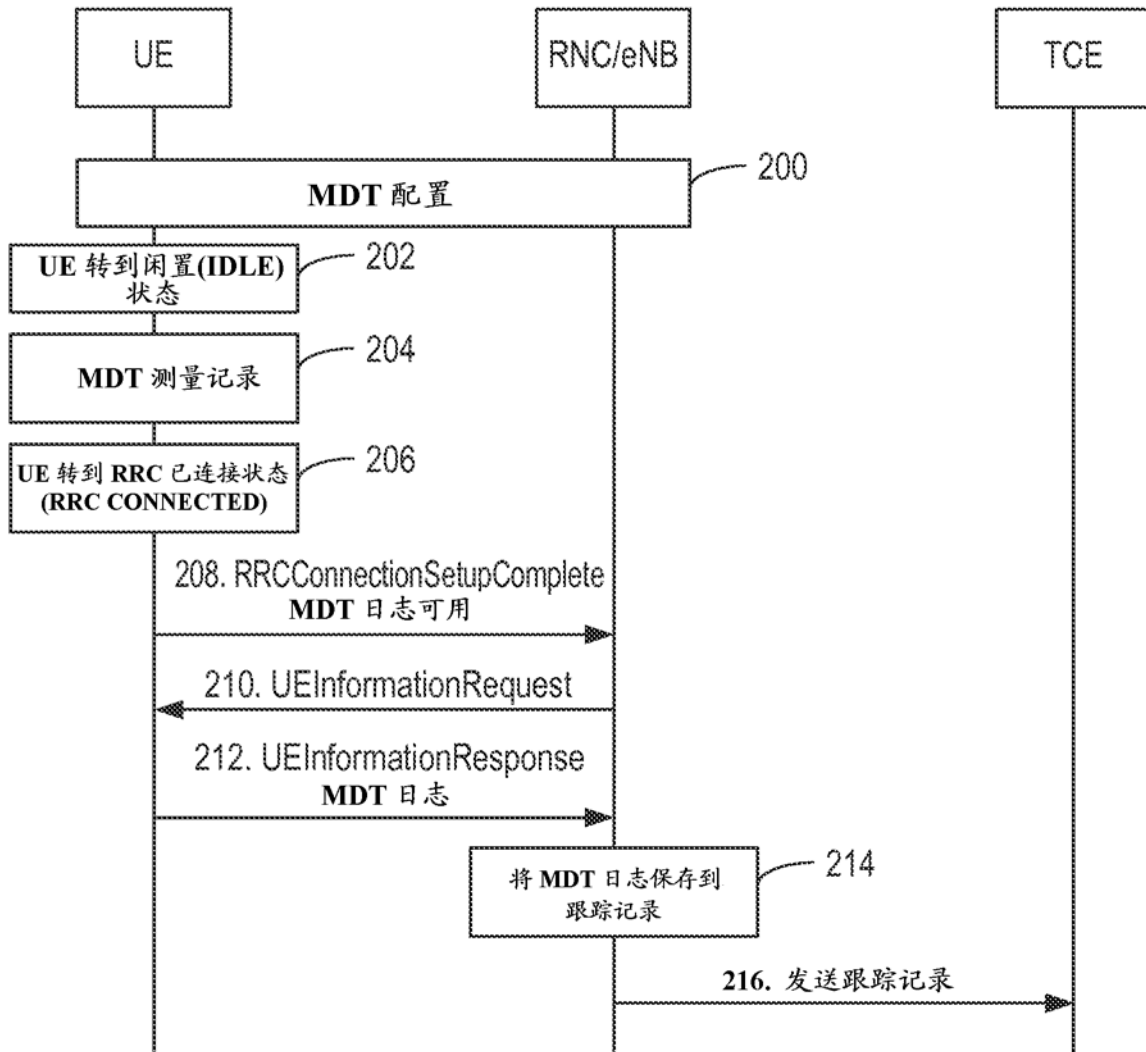 UE
RNC/eNB
TCE
200
MDT 配置
202
UE 转到闲置(IDLE)
状态
204
MDT 测量记录
206
UE 转到 RRC 已连接状态
(RRC CONNECTED)
208. RRCConnectionSetupComplete
MDT 日志可用
210. UEInformationRequest
212. UEInformationResponse
MDT 日志
214
将 MDT 日志保存到
跟踪记录
216. 发送跟踪记录